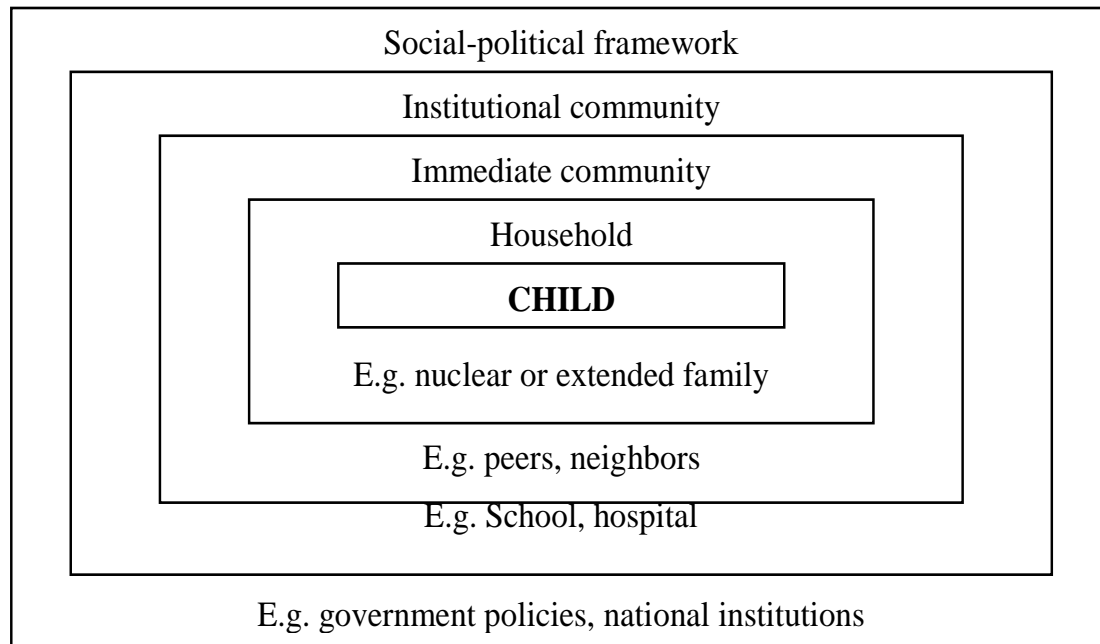 Social-political framework
Institutional community
Immediate community
Household
CHILD
E.g. nuclear or extended family
E.g. peers, neighbors
E.g. School, hospital
E.g. government policies, national institutions